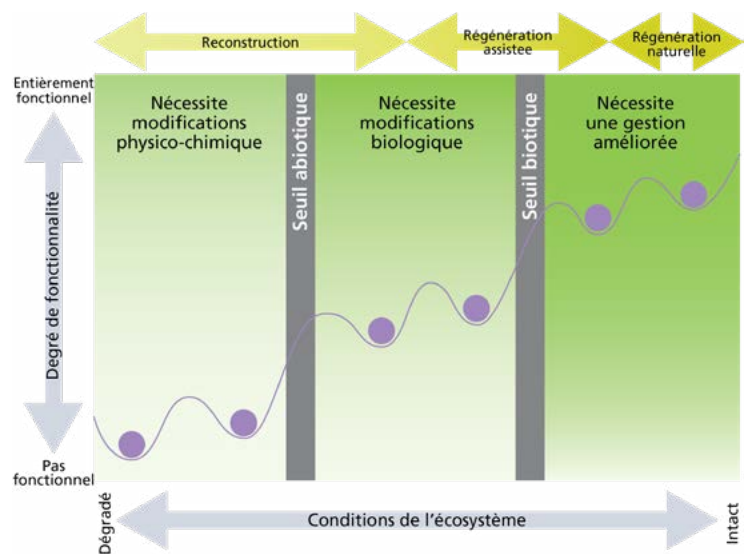 Reconstruction
Régénération
assistee
Régénération
naturelle
Entièrement
fonctionnel
Nécessite
modifications
physico-chimique
Seuil abiotique
Nécessite
modifications
biologique
Seuil biotique
Nécessite
une gestion
améliorée
Degré de fonctionnalité
Pas
fonctionnel
Dégradé
Conditions de l'écosystème
Intact